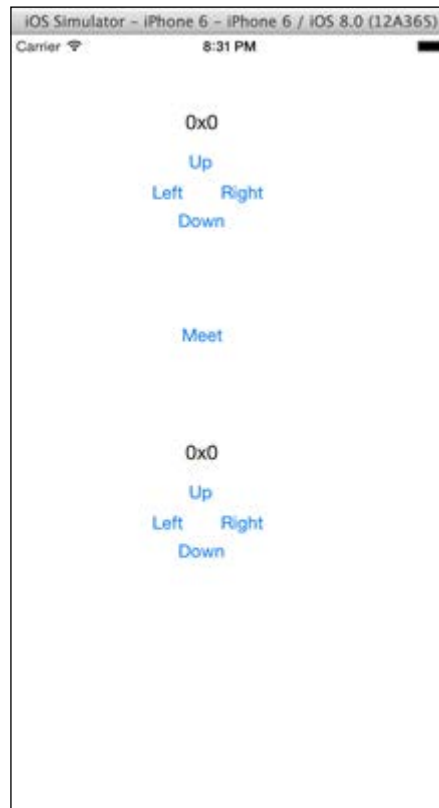 iOS Simulator – iPhone 6 – iPhone 6 / iOS 8.0 (12A365)
Carrier 8:31 PM
0x0
Up
Left Right
Down
Meet
0x0
Up
Left Right
Down